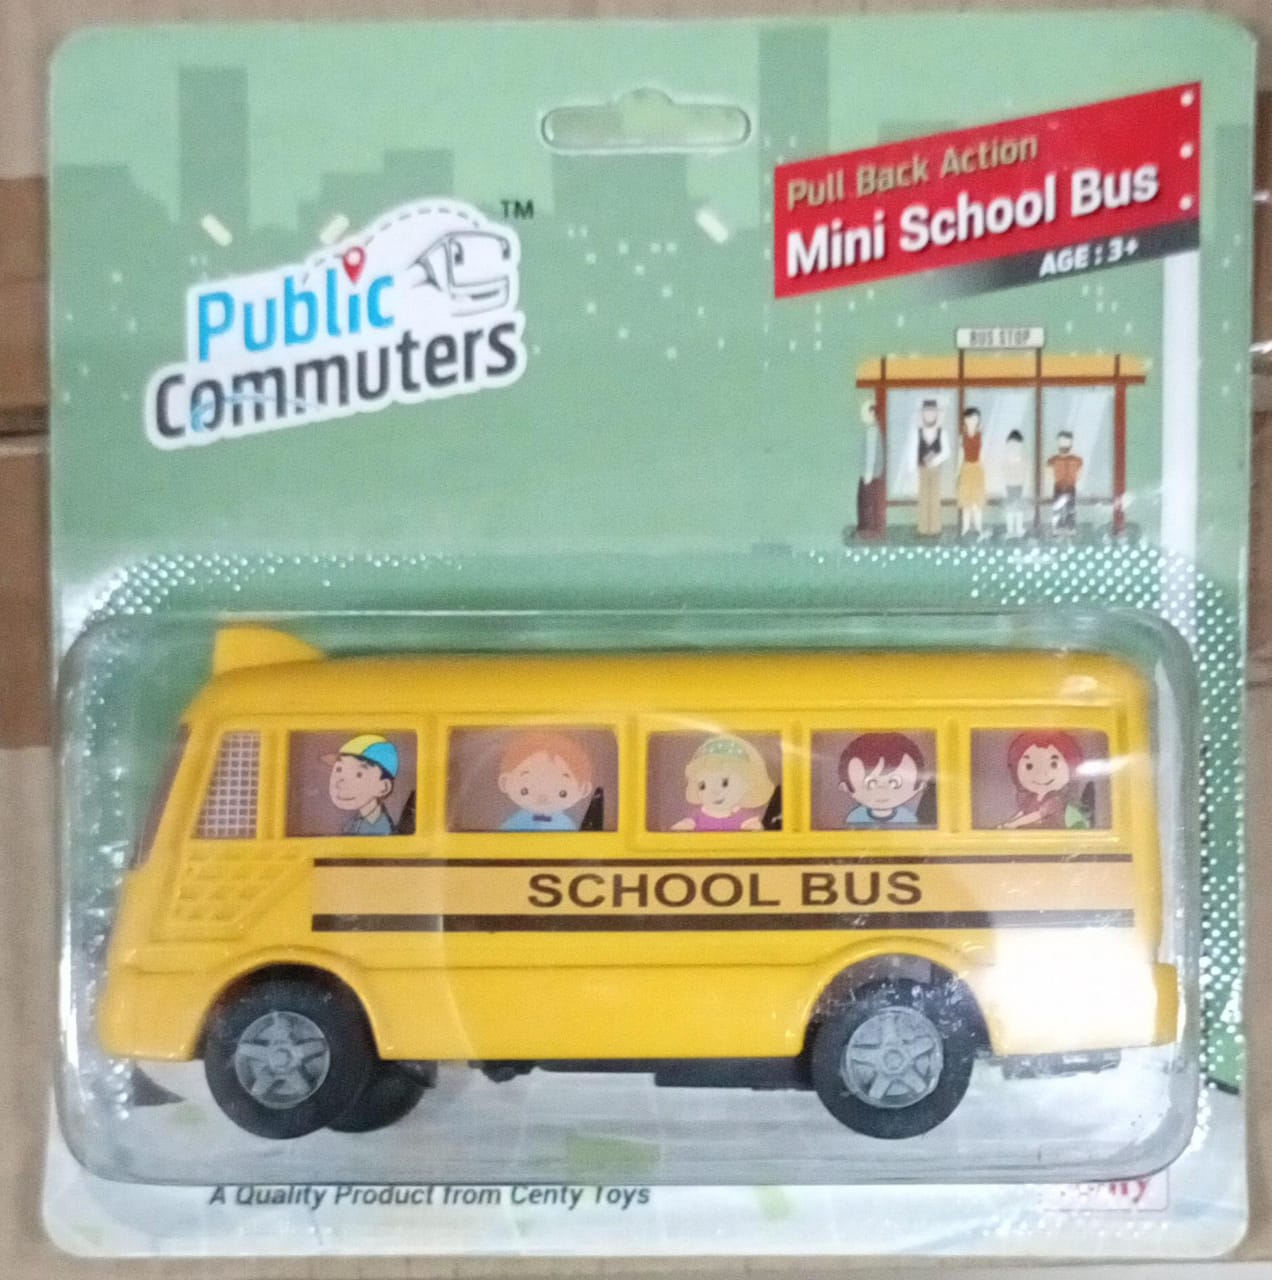 Pull Back Action
Mini School Bus
AGE : 3+
Public
Commuters
TM
BUS STOP
SCHOOL BUS
A Quality Product from Centy Toys